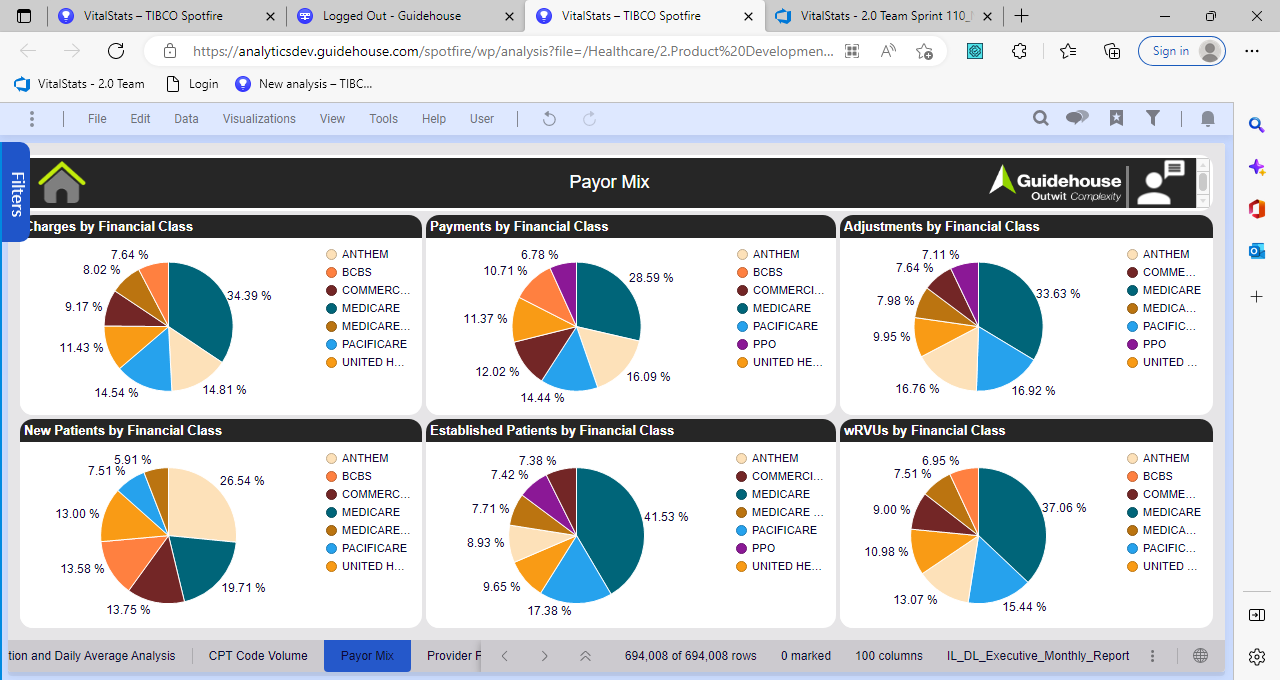 VitalStats – TIBCO Spotfire
Logged Out - Guidehouse
VitalStats – TIBCO Spotfire
VitalStats - 2.0 Team Sprint 110_
https://analyticsdev.guidehouse.com/spotfire/wp/analysis?file=/Healthcare/2.Product%20Developmen...
Sign in
VitalStats - 2.0 Team
Login
New analysis – TIBC...
File
Edit
Data
Visualizations
View
Tools
Help
User
Filters
Payor Mix
Guidehouse
Outwit Complexity
Charges by Financial Class
7.64 %
8.02 %
9.17 %
11.43 %
14.54 %
14.81 %
34.39 %
ANTHEM
BCBS
COMMERC...
MEDICARE
MEDICARE...
PACIFICARE
UNITED H...
Payments by Financial Class
6.78 %
10.71 %
11.37 %
12.02 %
14.44 %
16.09 %
28.59 %
ANTHEM
BCBS
COMMERCI...
MEDICARE
PACIFICARE
PPO
UNITED HE...
Adjustments by Financial Class
7.11 %
7.64 %
7.98 %
9.95 %
16.76 %
16.92 %
33.63 %
ANTHEM
COMME...
MEDICARE
MEDICA...
PACIFIC...
PPO
UNITED ...
New Patients by Financial Class
5.91 %
7.51 %
13.00 %
13.58 %
13.75 %
19.71 %
26.54 %
ANTHEM
BCBS
COMMERC...
MEDICARE
MEDICARE...
PACIFICARE
UNITED H...
Established Patients by Financial Class
7.38 %
7.42 %
7.71 %
8.93 %
9.65 %
17.38 %
41.53 %
ANTHEM
COMMERCI...
MEDICARE
MEDICARE ...
PACIFICARE
PPO
UNITED HE...
wRVUs by Financial Class
6.95 %
7.51 %
9.00 %
10.98 %
13.07 %
15.44 %
37.06 %
ANTHEM
BCBS
COMME...
MEDICARE
MEDICA...
PACIFIC...
UNITED ...
tion and Daily Average Analysis
CPT Code Volume
Payor Mix
Provider F
694,008 of 694,008 rows
0 marked
100 columns
IL_DL_Executive_Monthly_Report